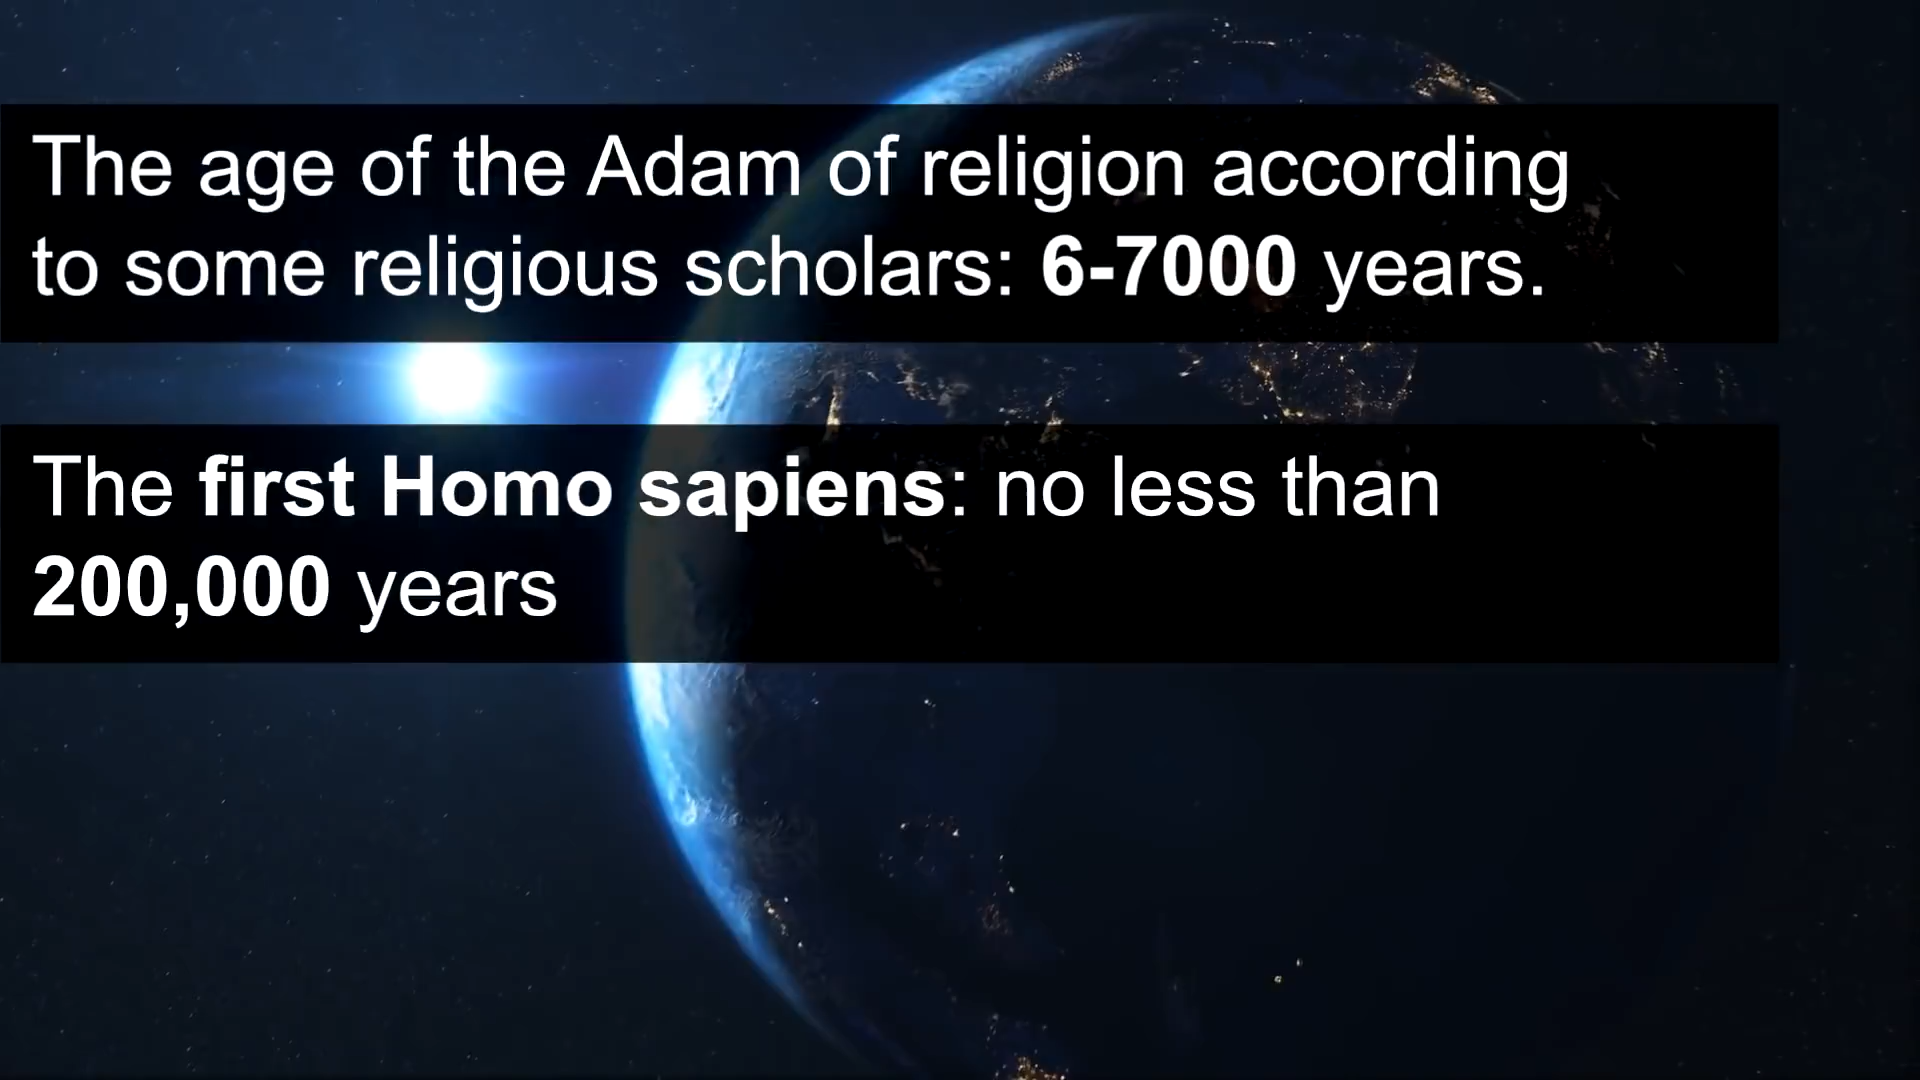 The age of the Adam of religion according
to some religious scholars: 6-7000 years.
The first Homo sapiens: no less than
200,000 years